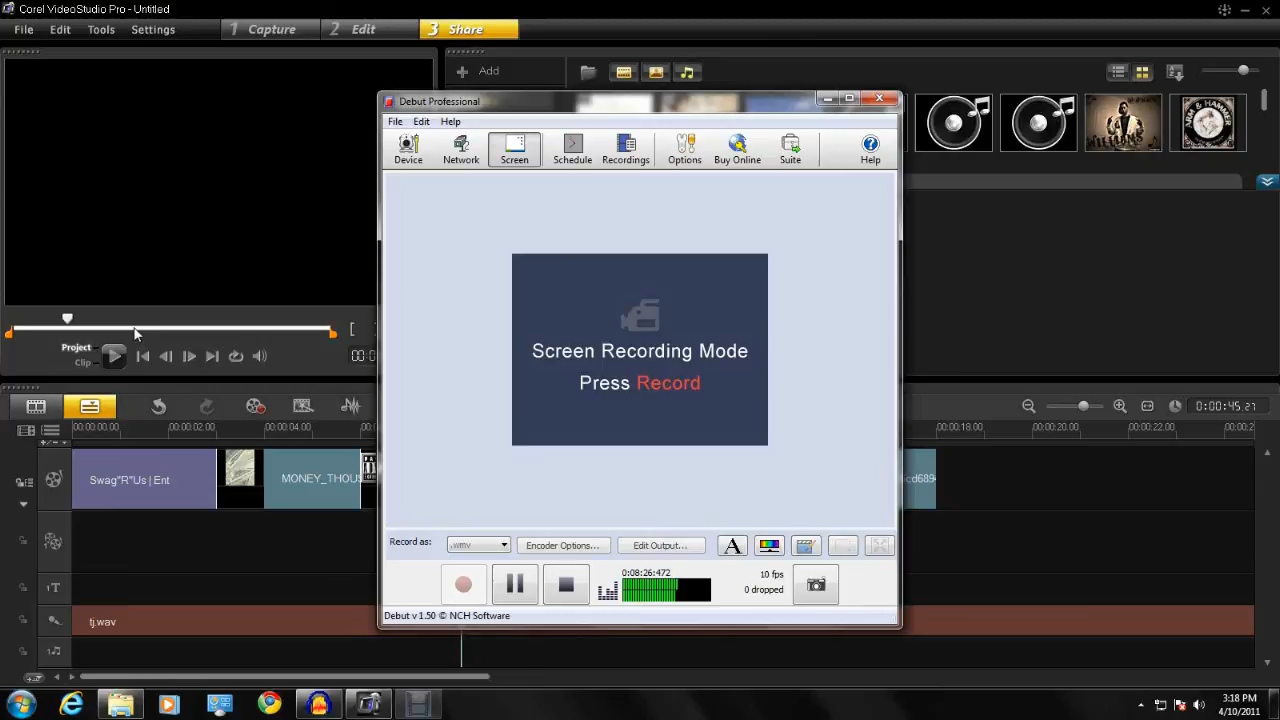 Corel VideoStudio Pro - Untitled
File Edit Tools Settings 1 Capture 2 Edit 3 Share
Add
Debut Professional
File Edit Help
Device Network Screen Schedule Recordings Options Buy Online Suite Help
Screen Recording Mode
Press Record
Project
Clip
[
00:0
0:00:45.27
00:00:00.00 00:00:02.00 00:00:04.00 00:00:18.00 00:00:20.00 00:00:22.00
Swag"R"Us | Ent MONEY_THOUS
Record as: .wmv Encoder Options... Edit Output... A
0:08:26:472
10 fps
0 dropped
Debut v 1.50 © NCH Software
tj.wav
3:18 PM
4/10/2011